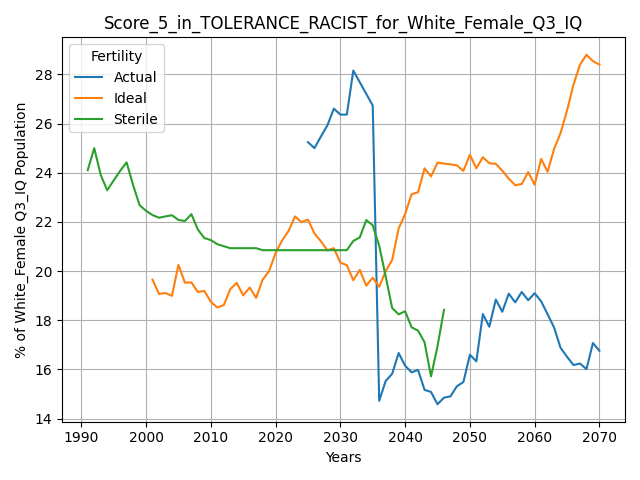 Score_5_in_TOLERANCE_RACIST_for_White_Female_Q3_IQ
Fertility
Actual
Ideal
Sterile
% of White_Female Q3_IQ Population
28
26
24
22
20
18
16
14
1990 2000 2010 2020 2030 2040 2050 2060 2070
Years